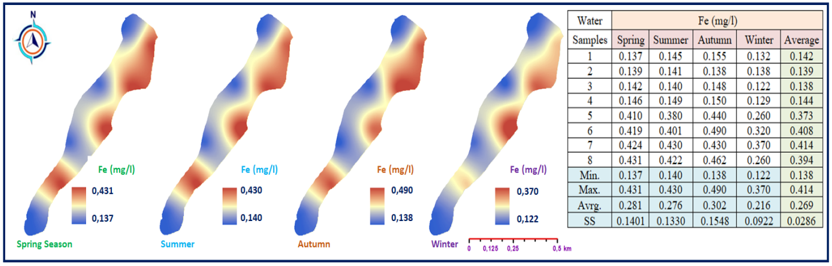 N
Fe (mg/l)
0,431
0,137
Spring Season
Fe (mg/l)
0,430
0,140
Summer
Fe (mg/l)
0,490
0,138
Autumn
Fe (mg/l)
0,370
0,122
Winter
0 0,125 0,5 km
Water Samples Fe (mg/l)
Spring Summer Autumn Winter Average
1 0.137 0.145 0.155 0.132 0.142
2 0.139 0.141 0.138 0.138 0.139
3 0.142 0.140 0.148 0.122 0.138
4 0.146 0.149 0.150 0.129 0.144
5 0.410 0.380 0.440 0.260 0.373
6 0.419 0.401 0.490 0.320 0.408
7 0.424 0.430 0.430 0.370 0.414
8 0.431 0.422 0.462 0.260 0.394
Min. 0.137 0.140 0.138 0.122 0.138
Max. 0.431 0.430 0.490 0.370 0.414
Avrg. 0.281 0.276 0.302 0.216 0.269
SS 0.1401 0.1330 0.1548 0.0922 0.0286